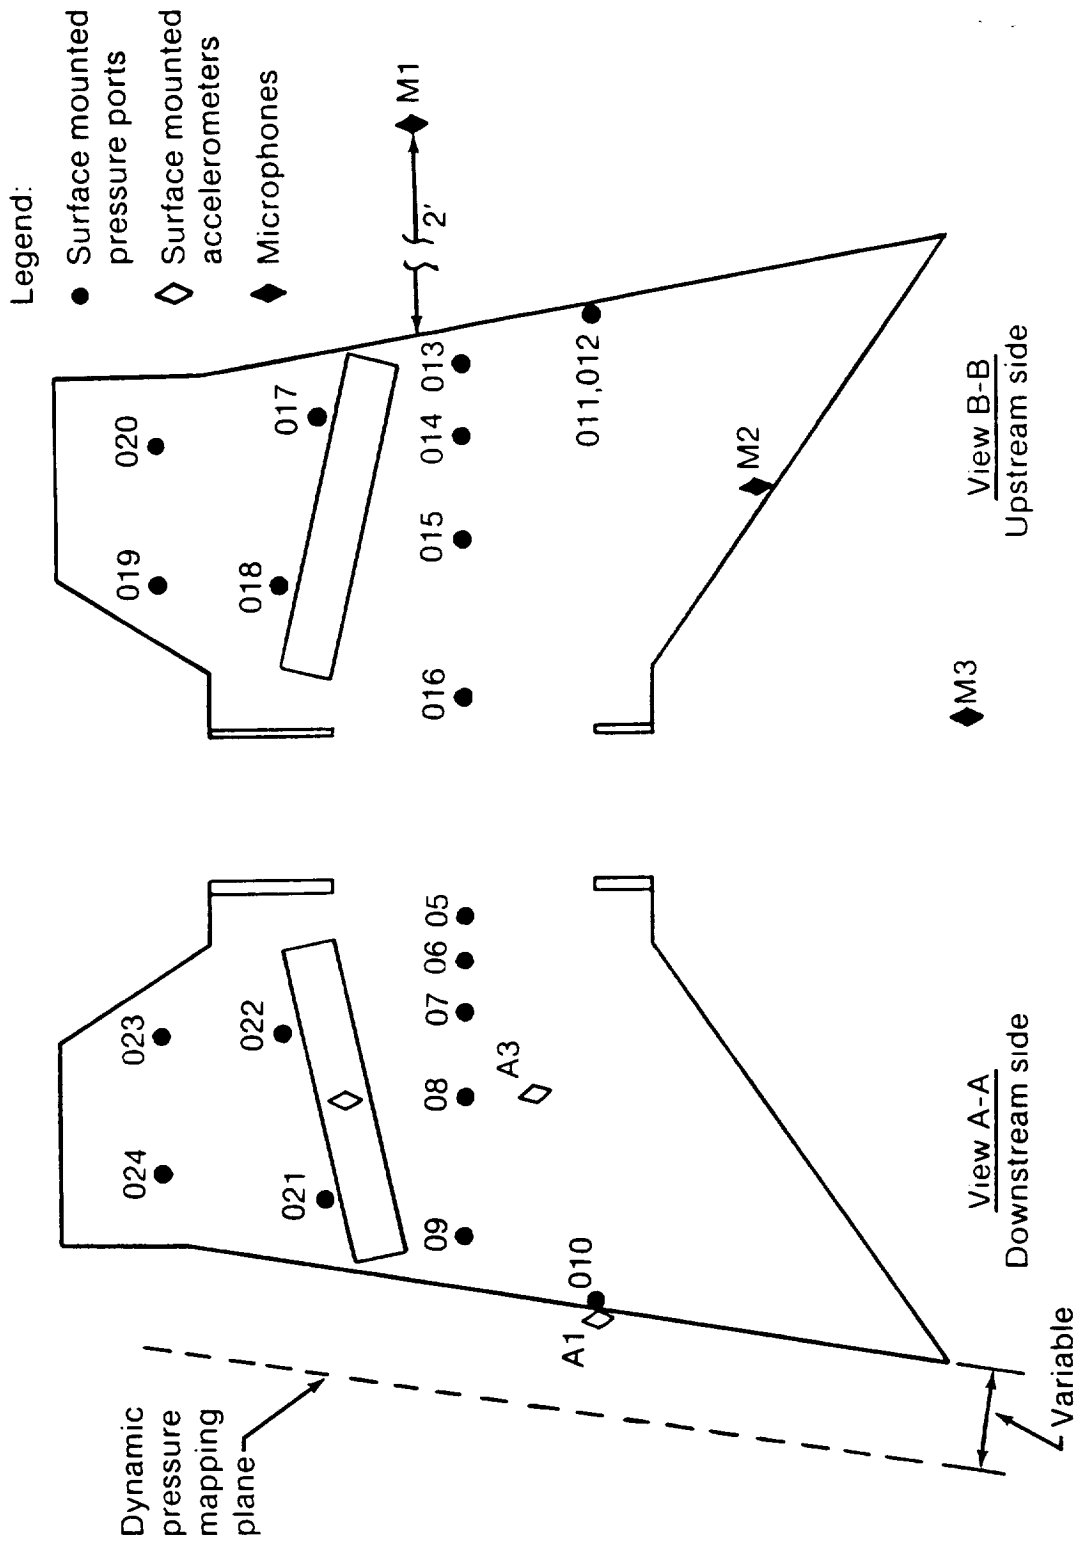 Legend:
Surface mounted
pressure ports
Surface mounted
accelerometers
Microphones
Dynamic
pressure
mapping
plane
024
023
021
022
09
08
07
06
05
A3
010
A1
Variable
View A-A
Downstream side
019
020
018
017
016
015
014
013
011,012
2'
M1
M2
M3
View B-B
Upstream side